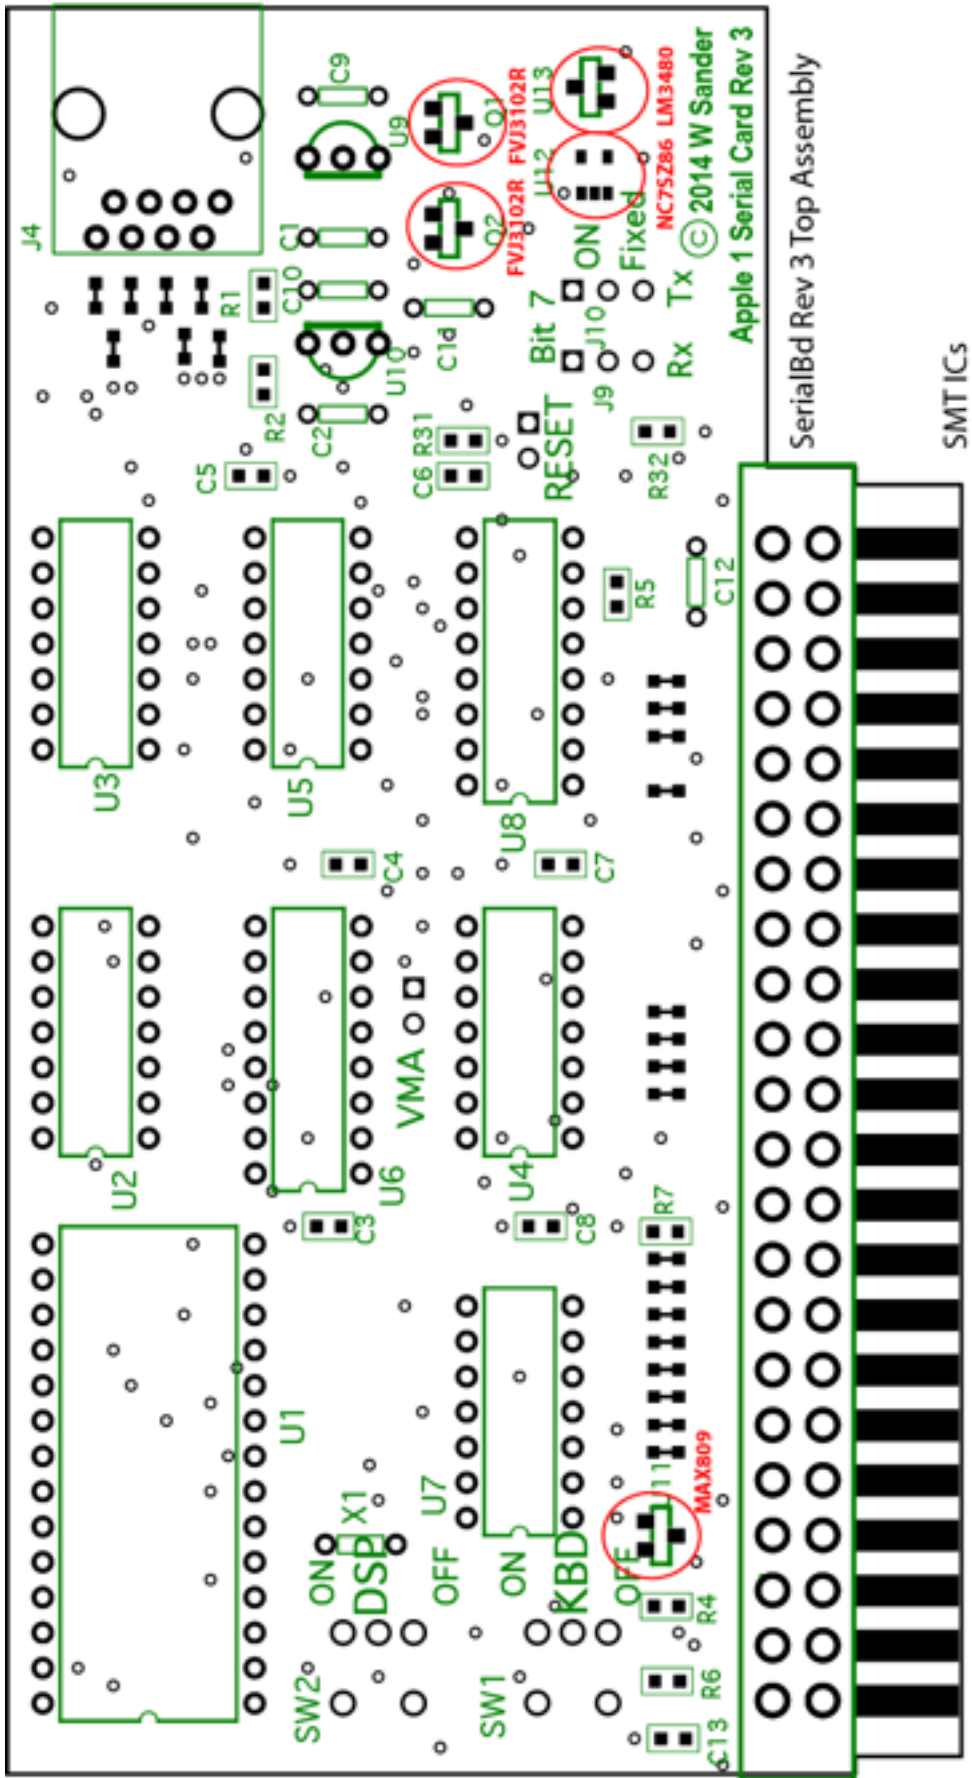 J4
C9
U9
Q1
FVJ3102R
U13
LM3480
C1
Q2
FVJ3102R
U12
NC7SZ86
ON
Fixed
© 2014 W Sander
Apple 1 Serial Card Rev 3
SerialBd Rev 3 Top Assembly
SMT ICs
R1
C10
R2
U10
C2
C11
Bit 7
J10
Tx
Rx
J9
C5
R31
C6
RESET
R32
R5
C12
U3
U5
U8
C4
C7
VMA
U2
U6
U4
C3
C8
R7
U1
X1
U7
ON
DSP
OFF
ON
KBD
OFF
11
MAX809
R4
SW2
SW1
R6
C13